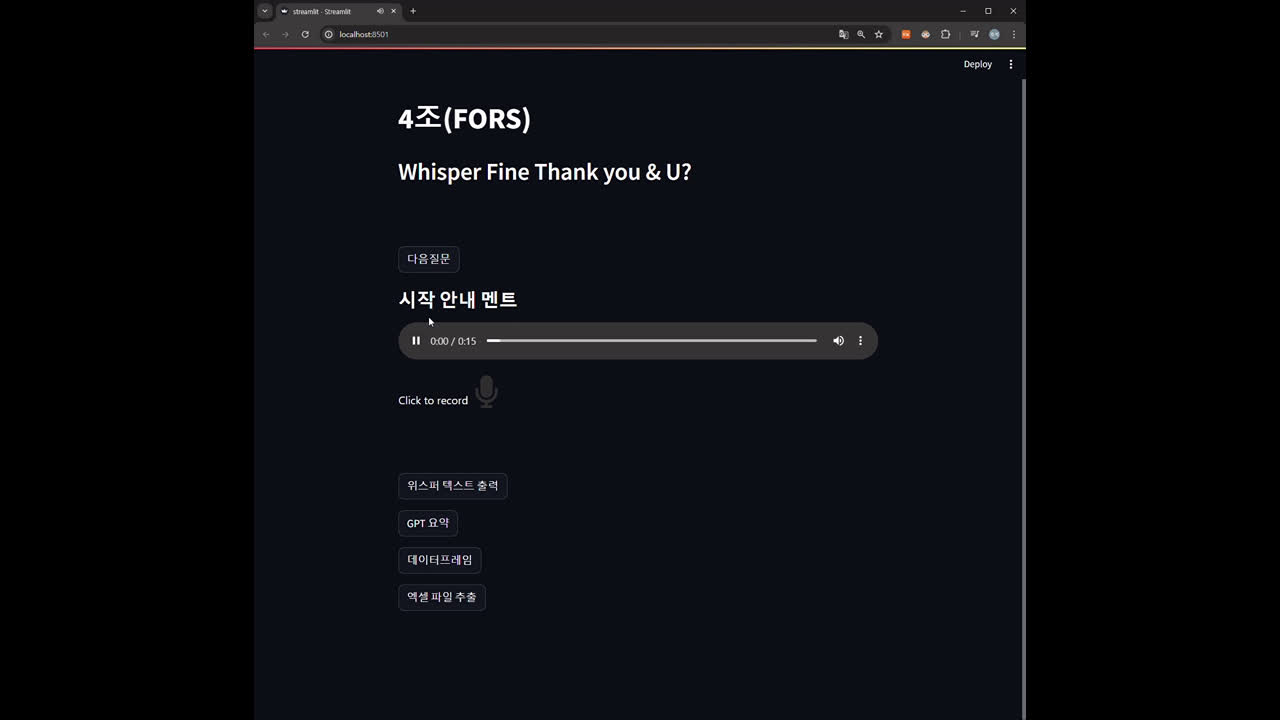 streamlit · Streamlit
localhost:8501
Deploy
4조(FORS)
Whisper Fine Thank you & U?
다음질문
시작 안내 멘트
0:00 / 0:15
Click to record
위스퍼 텍스트 출력
GPT 요약
데이터프레임
엑셀 파일 추출